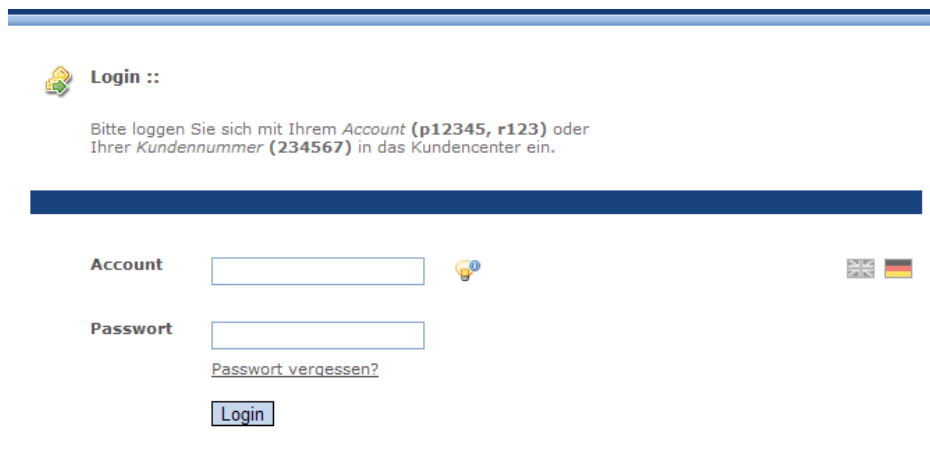 Login ::
Bitte loggen Sie sich mit Ihrem Account (p12345, r123) oder
Ihrer Kundennummer (234567) in das Kundencenter ein.
Account
Passwort
Passwort vergessen?
Login